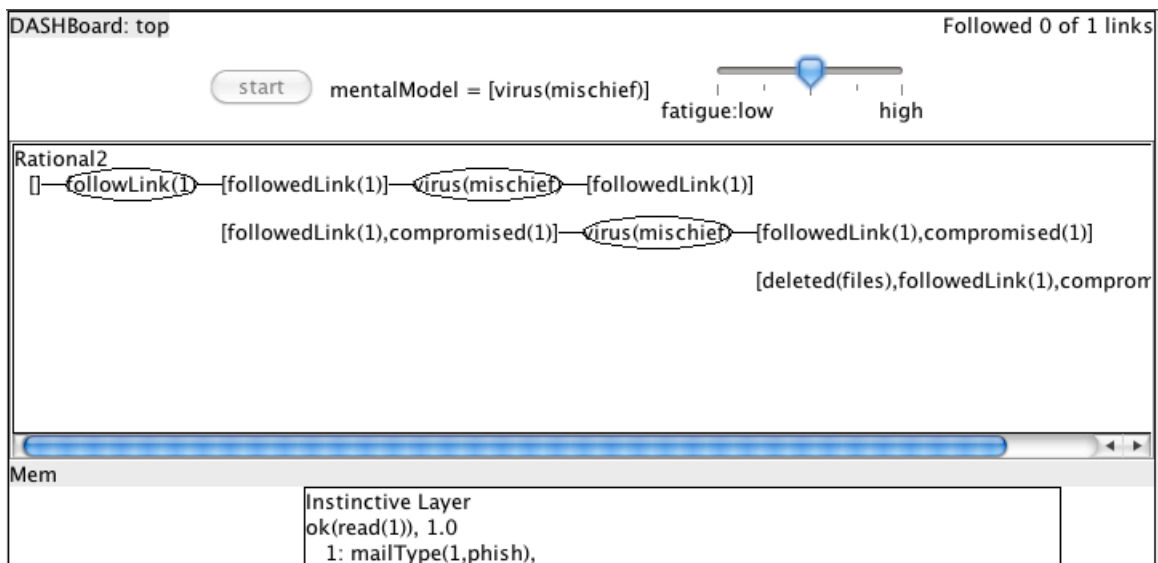 DASHBoard: top
Followed 0 of 1 links
start
mentalModel = [virus(mischief)]
fatigue:low high
Rational2
[] followLink(1) [followedLink(1)] virus(mischief) [followedLink(1)]
[followedLink(1),compromised(1)] virus(mischief) [followedLink(1),compromised(1)]
[deleted(files),followedLink(1),comprom
Mem
Instinctive Layer
ok(read(1)), 1.0
1: mailType(1,phish),